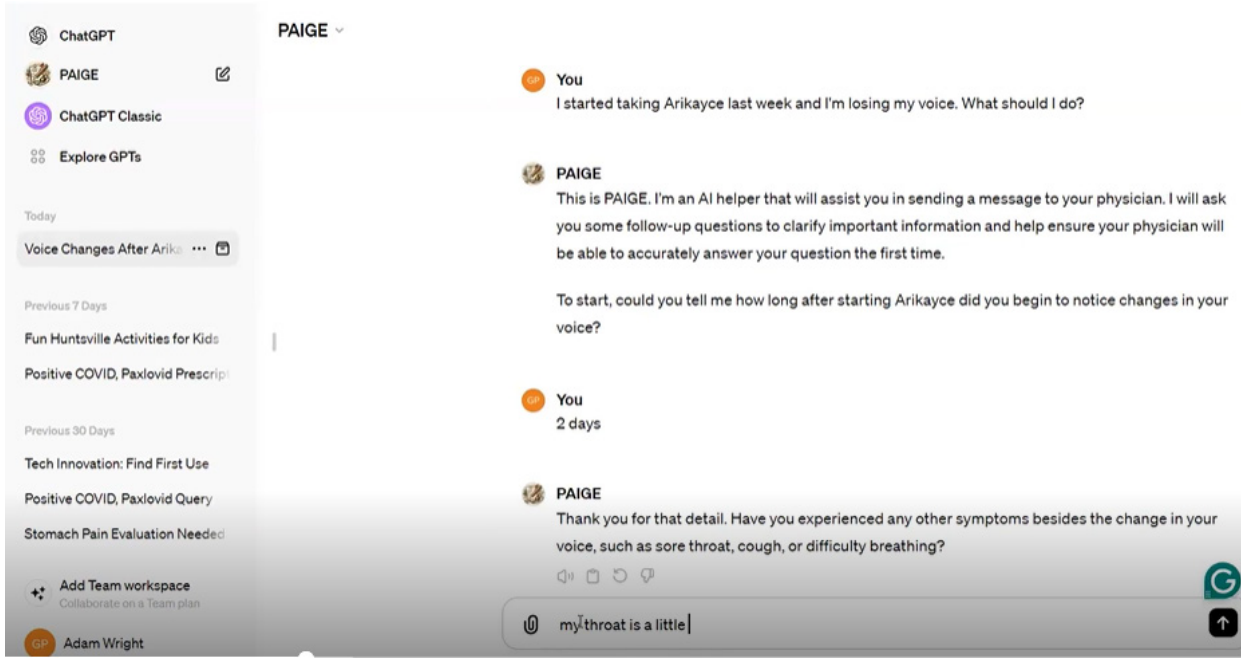 ChatGPT
PAIGE
ChatGPT Classic
Explore GPTs
Today
Voice Changes After Arika
Previous 7 Days
Fun Huntsville Activities for Kids
Positive COVID, Paxlovid Prescript
Previous 30 Days
Tech Innovation: Find First Use
Positive COVID, Paxlovid Query
Stomach Pain Evaluation Needed
Add Team workspace
Collaborate on a Team plan
GP Adam Wright
PAIGE
GP You
I started taking Arikayce last week and I'm losing my voice. What should I do?
PAIGE
This is PAIGE. I'm an AI helper that will assist you in sending a message to your physician. I will ask
you some follow-up questions to clarify important information and help ensure your physician will
be able to accurately answer your question the first time.
To start, could you tell me how long after starting Arikayce did you begin to notice changes in your
voice?
GP You
2 days
PAIGE
Thank you for that detail. Have you experienced any other symptoms besides the change in your
voice, such as sore throat, cough, or difficulty breathing?
my throat is a little